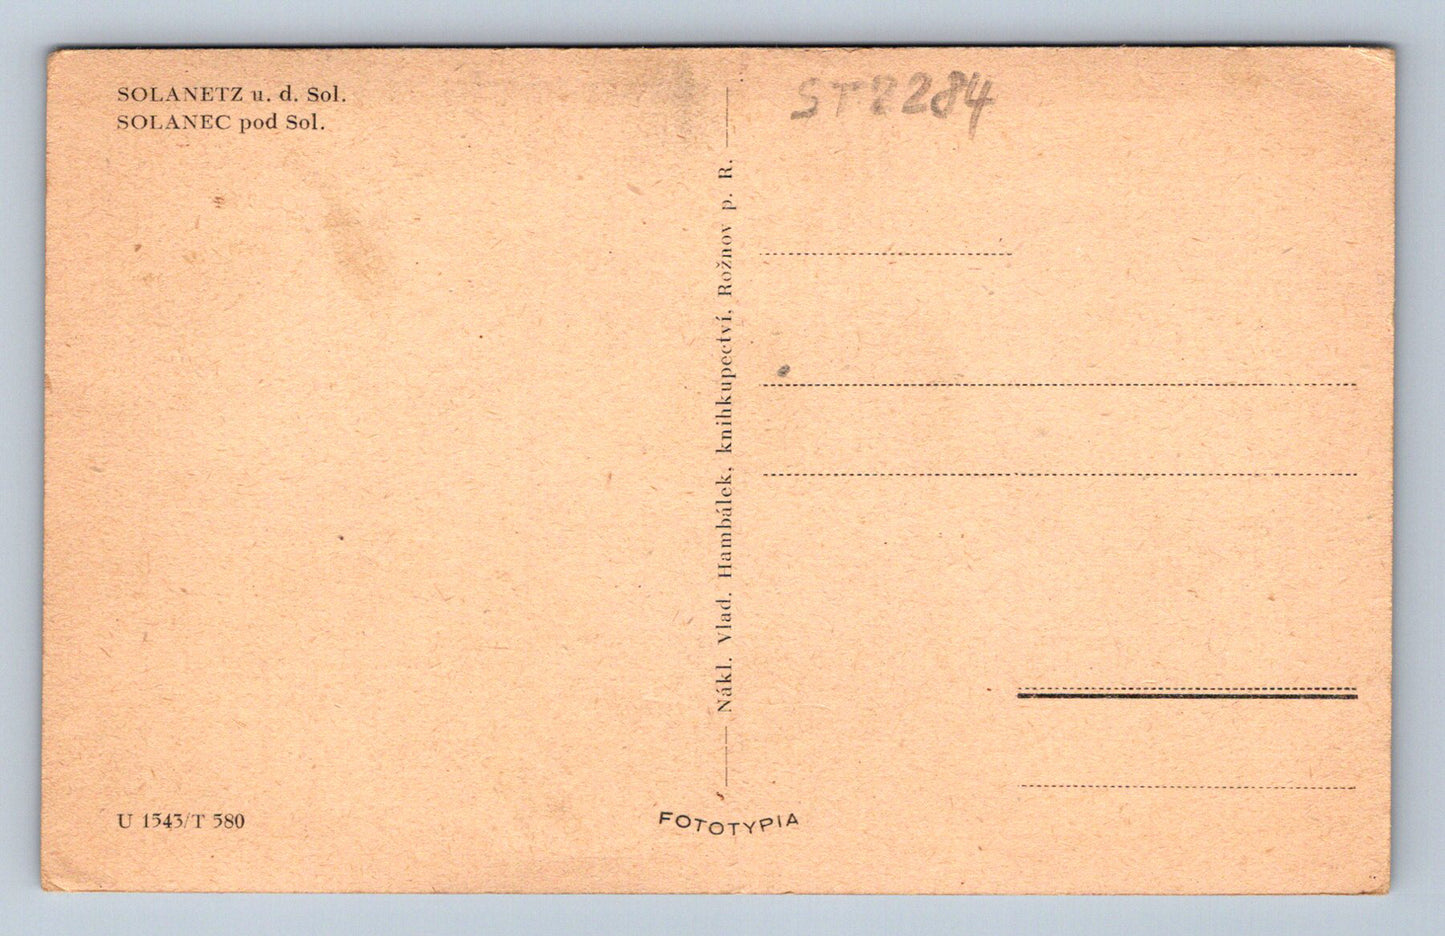 SOLANETZ u. d. Sol.
SOLANEC pod Sol.
ST2284
Nákl. Vlad. Hambálek, knihkupectví, Rožnov p. R.
U 1543/T 580
FOTOTYPIA